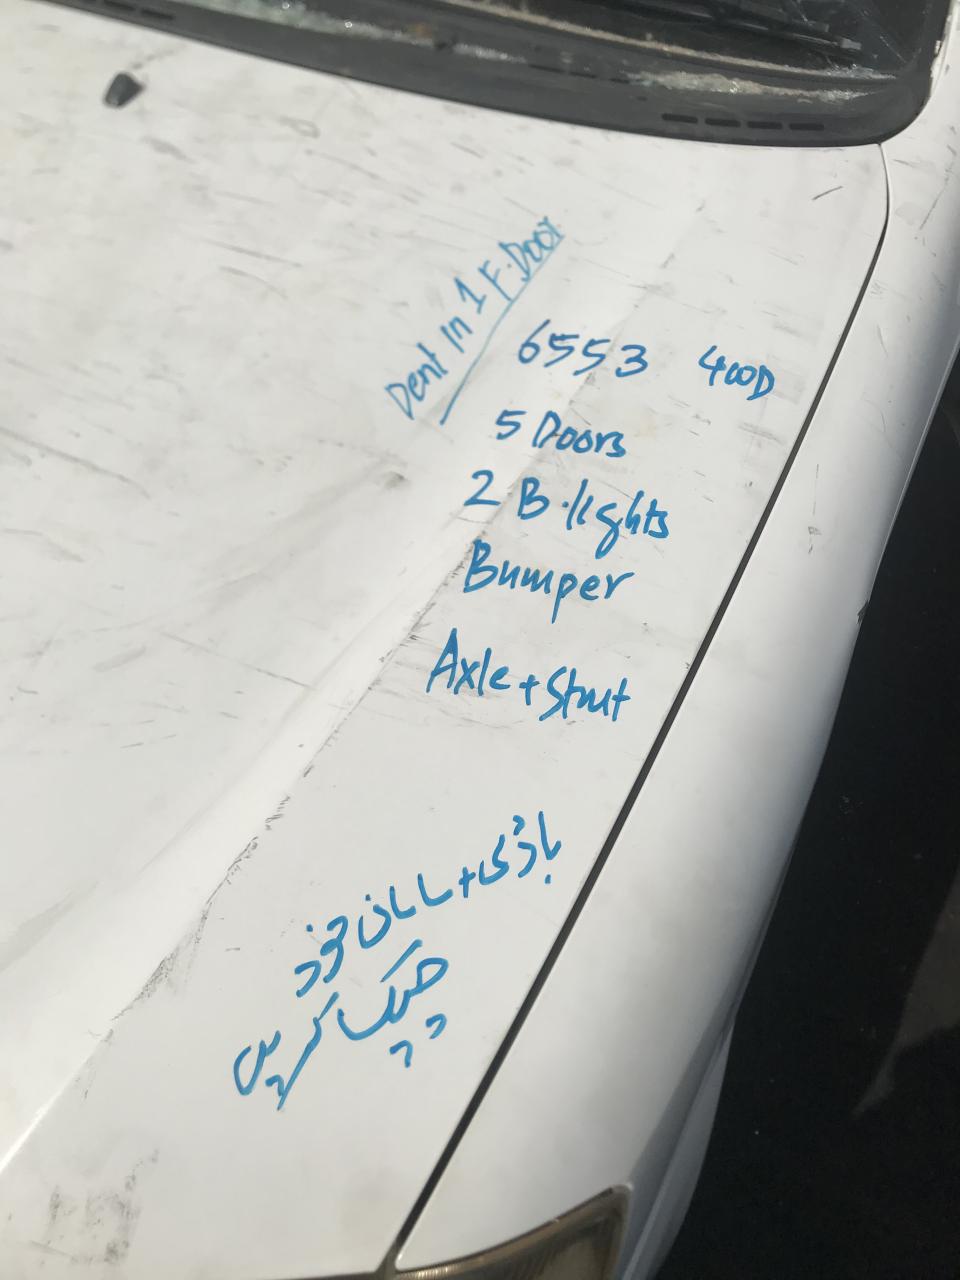 Dent In 1 F.Door
6553 400D
5 Doors
2 B.lights
Bumper
Axle + Strut
باڈی + سامان خود
چیک کریں